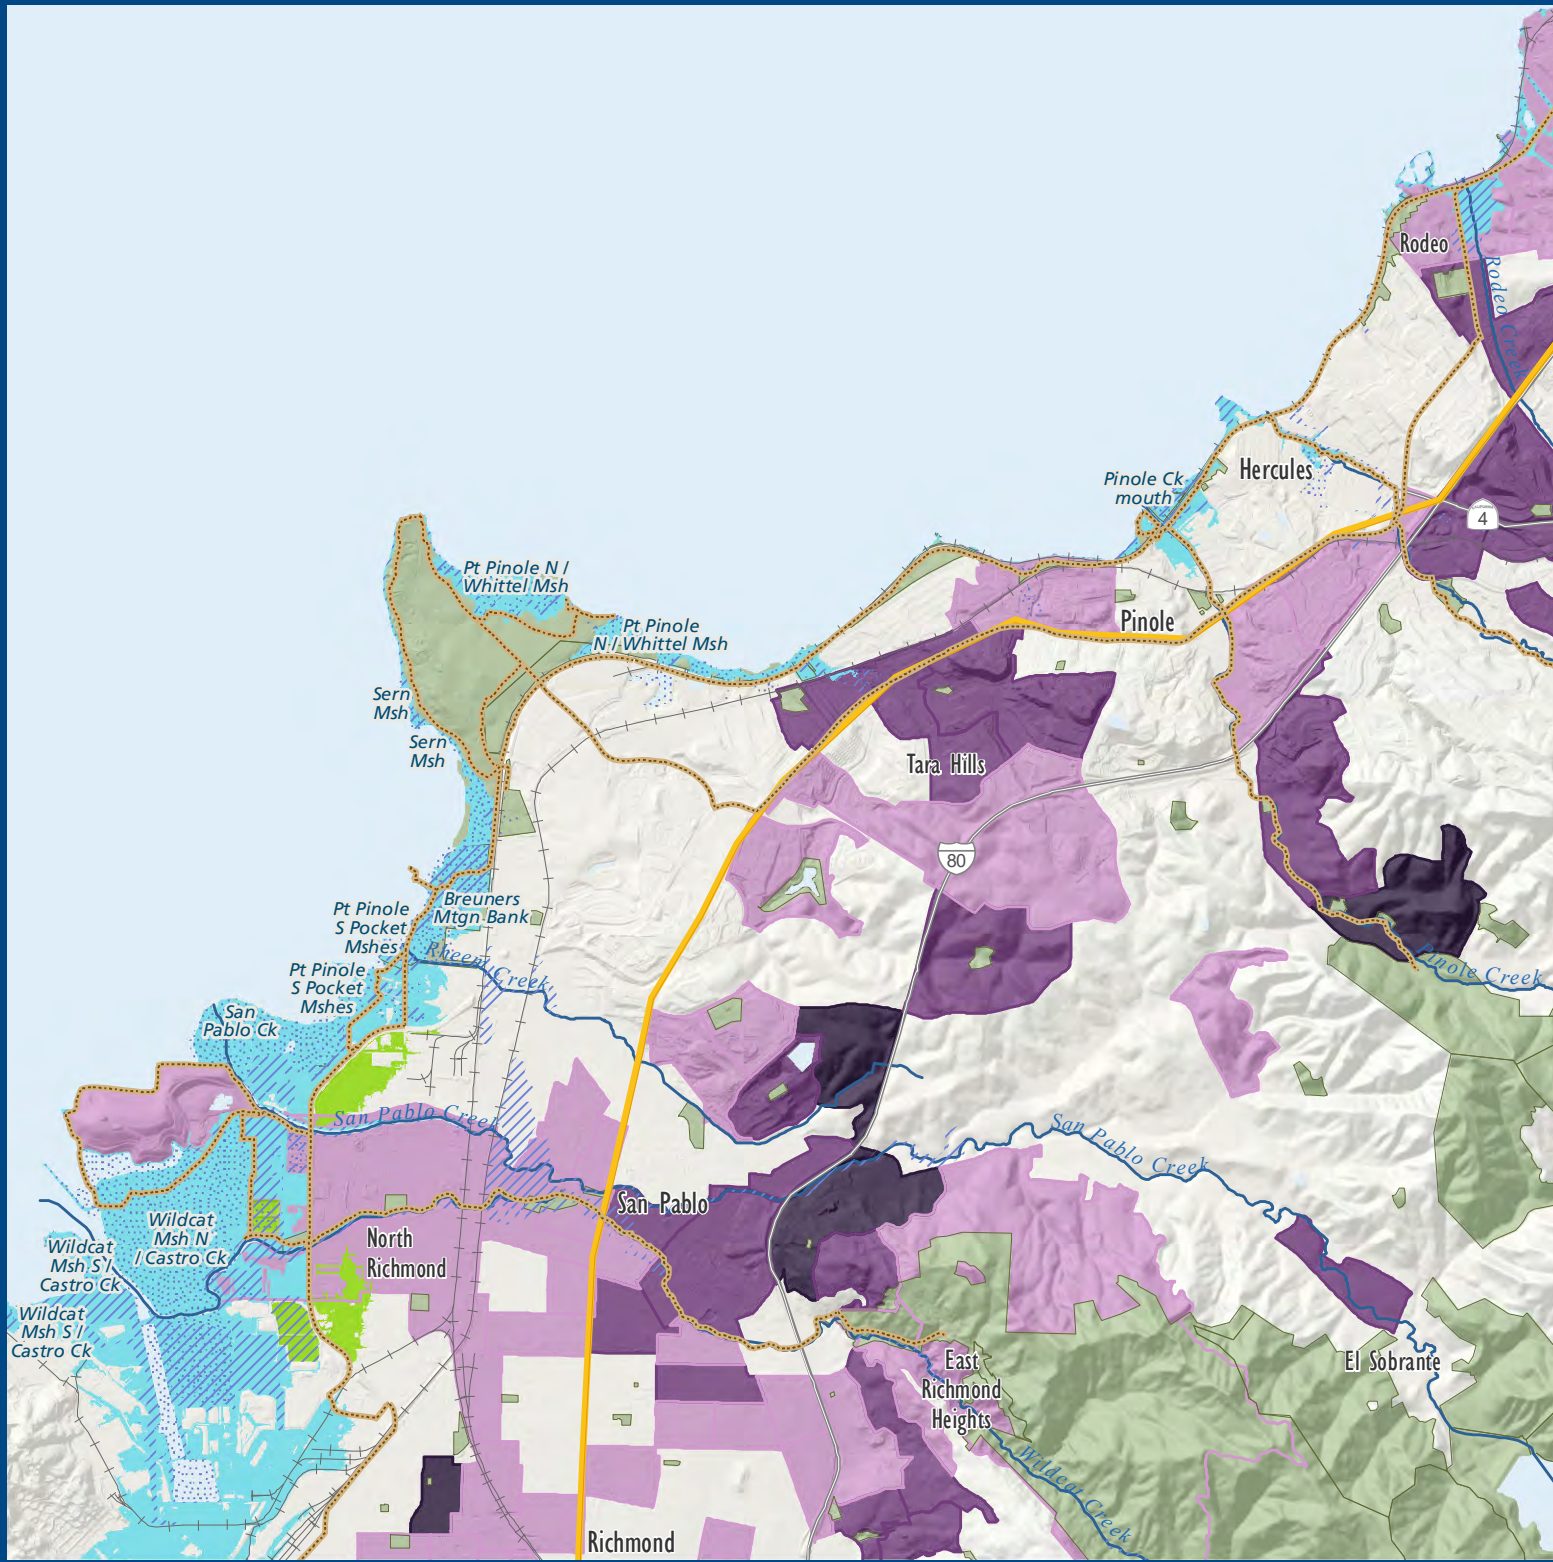 Rodeo
Rodeo Creek
Hercules
Pinole Ck
mouth
4
Pt Pinole N /
Whittel Msh
Pinole
Pt Pinole
N / Whittel Msh
Sern
Msh
Sern
Msh
Tara Hills
80
Breuners
Mtgn Bank
Pt Pinole
S Pocket
Mshes
Rheem Creek
Pinole Creek
Pt Pinole
S Pocket
Mshes
San
Pablo Ck
San Pablo Creek
San Pablo Creek
San Pablo
Wildcat
Msh N
/ Castro Ck
North
Richmond
Wildcat
Msh S /
Castro Ck
Wildcat
Msh S /
Castro Ck
East
Richmond
Heights
El Sobrante
Wildcat Creek
Richmond